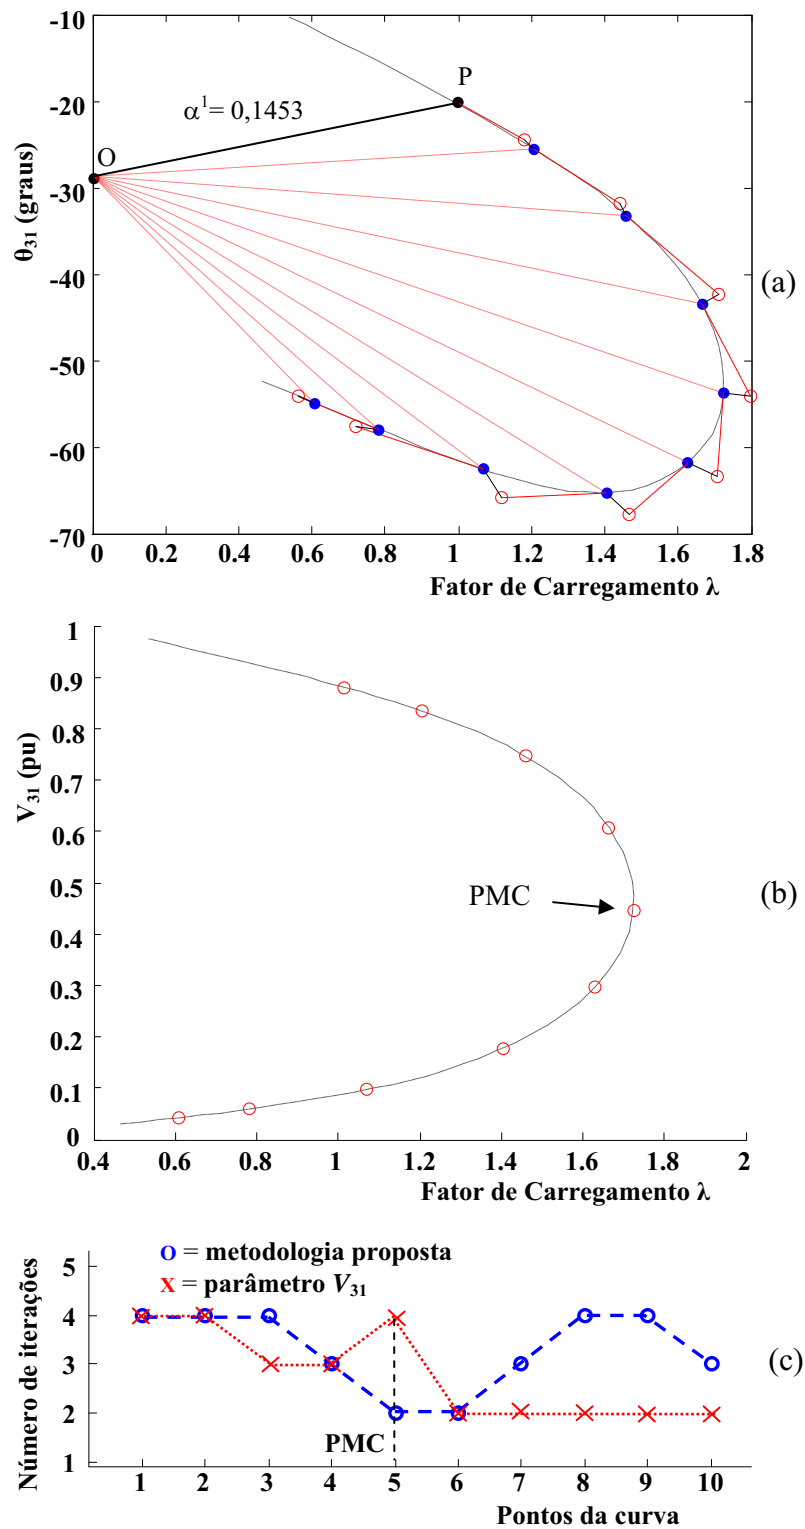 -10
-20
-30
-40
-50
-60
-70
θ31 (graus)
P
α1= 0,1453
O
(a)
0 0.2 0.4 0.6 0.8 1 1.2 1.4 1.6 1.8
Fator de Carregamento λ
1
0.9
0.8
0.7
0.6
0.5
0.4
0.3
0.2
0.1
0
V31 (pu)
PMC
(b)
0.4 0.6 0.8 1 1.2 1.4 1.6 1.8 2
Fator de Carregamento λ
O = metodologia proposta
X = parâmetro V31
5
4
3
2
1
Número de iterações
PMC
(c)
1 2 3 4 5 6 7 8 9 10
Pontos da curva